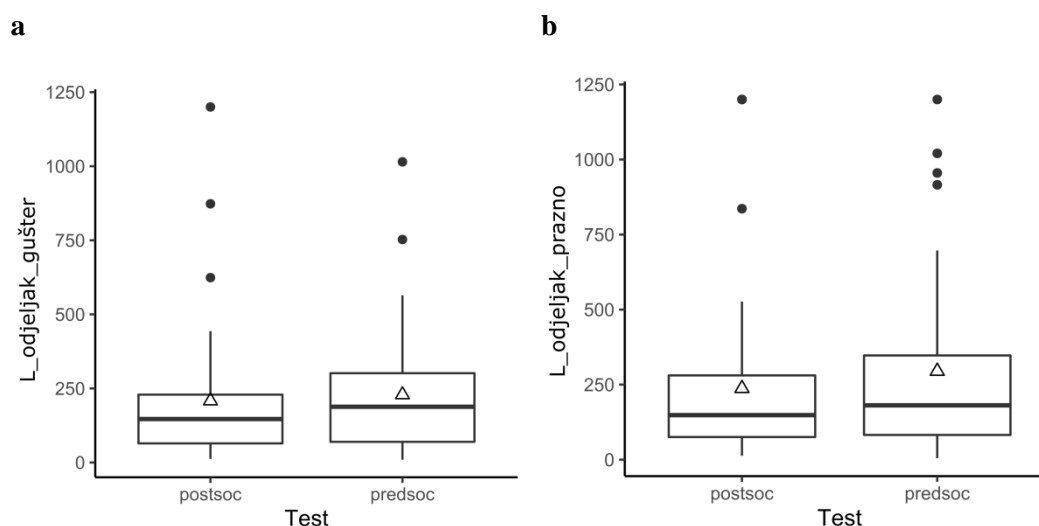 a
1250
1000
750
500
250
0
L_odjeljak_gušter
postsoc
predsoc
Test
b
1250
1000
750
500
250
0
L_odjeljak_prazno
postsoc
predsoc
Test